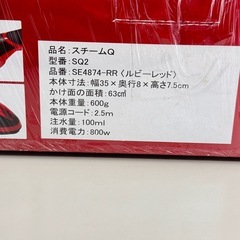 品名：スチームQ
型番：SQ2
品番：SE4874-RR〈ルビーレッド〉
本体寸法：幅35×奥行8×高さ7.5cm
かけ面の面積：63㎠
本体重量：600g
電源コード：2.5m
注水量：100ml
消費電力：800w